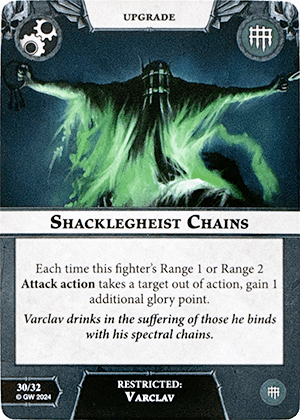 UPGRADE
SHACKLEGHEIST CHAINS
Each time this fighter's Range 1 or Range 2
Attack action takes a target out of action, gain 1
additional glory point.
Varclav drinks in the suffering of those he binds
with his spectral chains.
30/32
© GW 2024
RESTRICTED:
VARCLAV